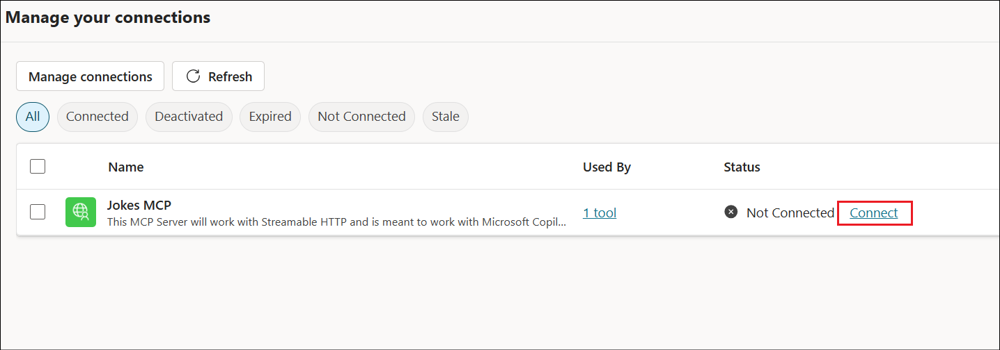 Manage your connections
Manage connections Refresh
All Connected Deactivated Expired Not Connected Stale
Name Used By Status
Jokes MCP
This MCP Server will work with Streamable HTTP and is meant to work with Microsoft Copil...
1 tool Not Connected Connect